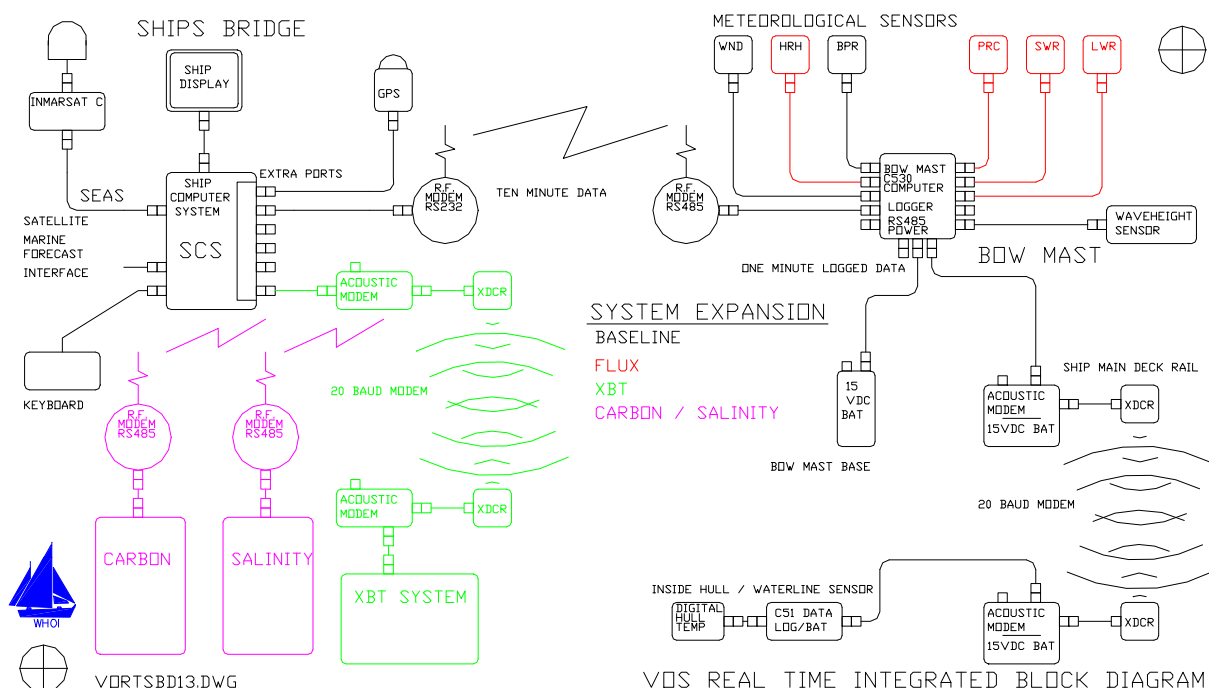 SHIPS BRIDGE
METEOROLOGICAL SENSORS
INMARSAT C
SHIP
DISPLAY
GPS
WND
HRH
BPR
PRC
SWR
LWR
SEAS
SATELLITE
MARINE
FORECAST
INTERFACE
SHIP
COMPUTER
SYSTEM
SCS
EXTRA PORTS
R.F.
MODEM
RS232
TEN MINUTE DATA
R.F.
MODEM
RS485
BOW MAST
C530
COMPUTER
LOGGER
RS485
POWER
WAVEHEIGHT
SENSOR
BOW MAST
ONE MINUTE LOGGED DATA
KEYBOARD
ACOUSTIC
MODEM
XDCR
SYSTEM EXPANSION
BASELINE
FLUX
XBT
CARBON / SALINITY
20 BAUD MODEM
R.F.
MODEM
RS485
R.F.
MODEM
RS485
15
VDC
BAT
BOW MAST BASE
SHIP MAIN DECK RAIL
ACOUSTIC
MODEM
15VDC BAT
XDCR
20 BAUD MODEM
ACOUSTIC
MODEM
XDCR
CARBON
SALINITY
XBT SYSTEM
INSIDE HULL / WATERLINE SENSOR
DIGITAL
HULL
TEMP
C51 DATA
LOG/BAT
ACOUSTIC
MODEM
15VDC BAT
XDCR
WHOI
VORTSBD13.DWG
VOS REAL TIME INTEGRATED BLOCK DIAGRAM